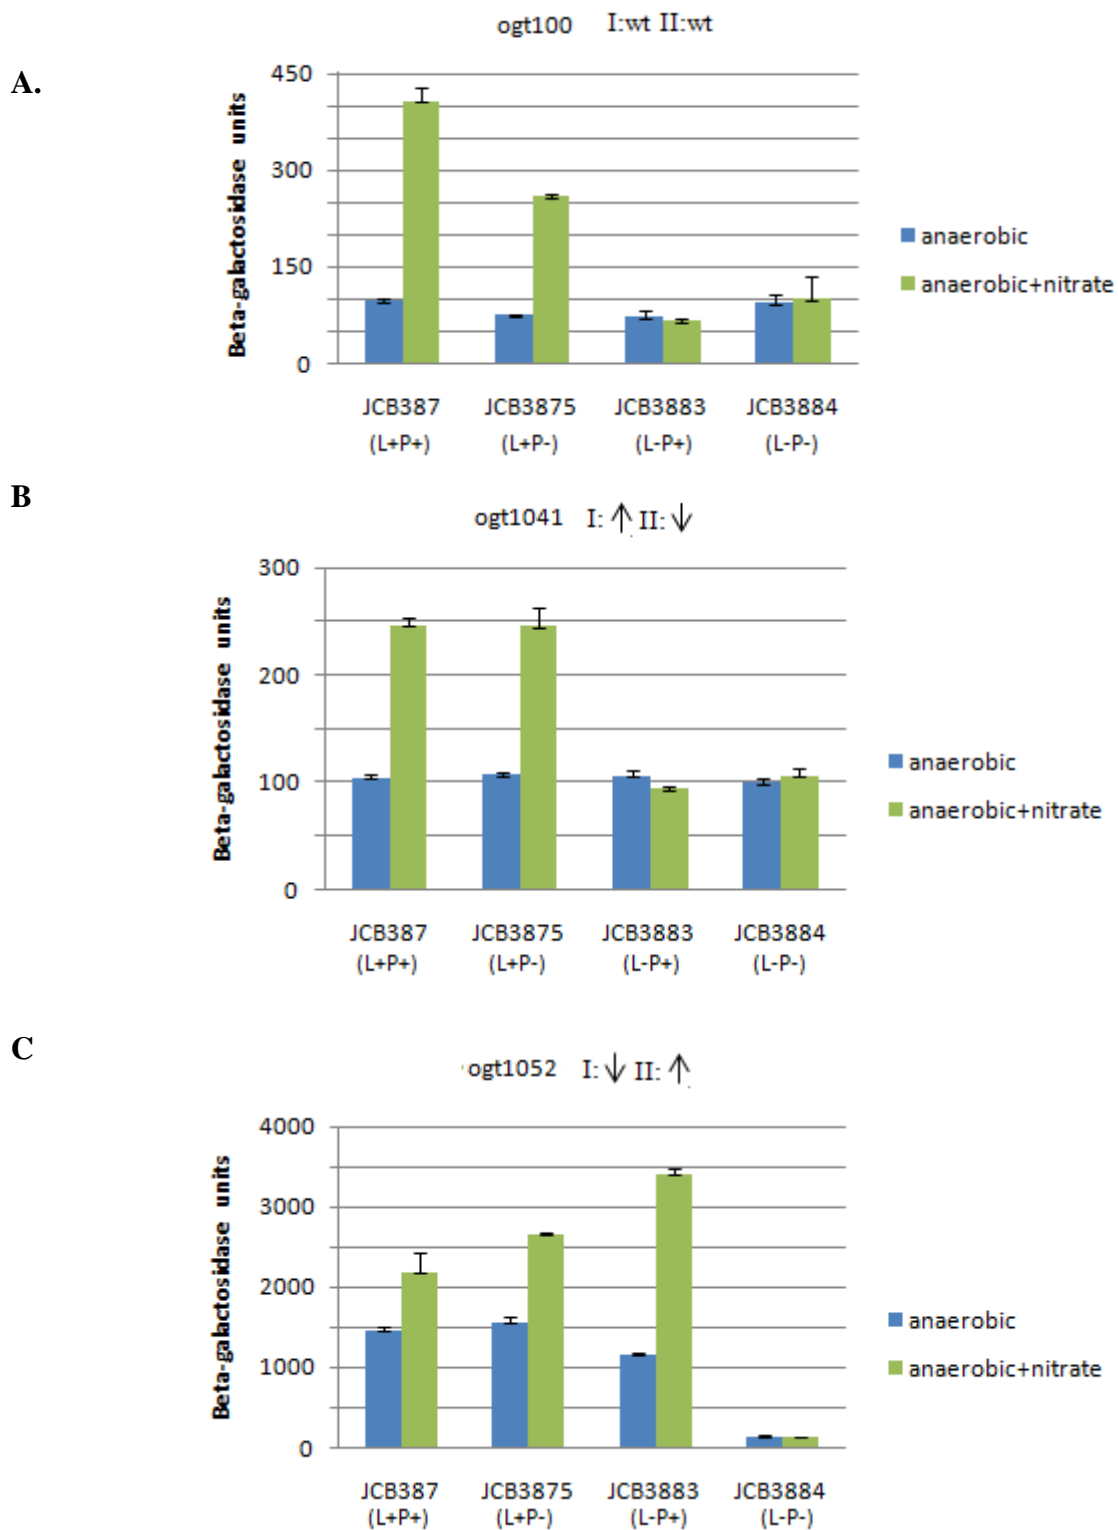 A.
ogt100 I:wt II:wt
Beta-galactosidase units
450
300
150
0
JCB387 JCB3875 JCB3883 JCB3884
(L+P+) (L+P-) (L-P+) (L-P-)
anaerobic
anaerobic+nitrate
B
ogt1041 I: ↑ II: ↓
Beta-galactosidase units
300
200
100
0
JCB387 JCB3875 JCB3883 JCB3884
(L+P+) (L+P-) (L-P+) (L-P-)
anaerobic
anaerobic+nitrate
C
ogt1052 I: ↓ II: ↑
Beta-galactosidase units
4000
3000
2000
1000
0
JCB387 JCB3875 JCB3883 JCB3884
(L+P+) (L+P-) (L-P+) (L-P-)
anaerobic
anaerobic+nitrate